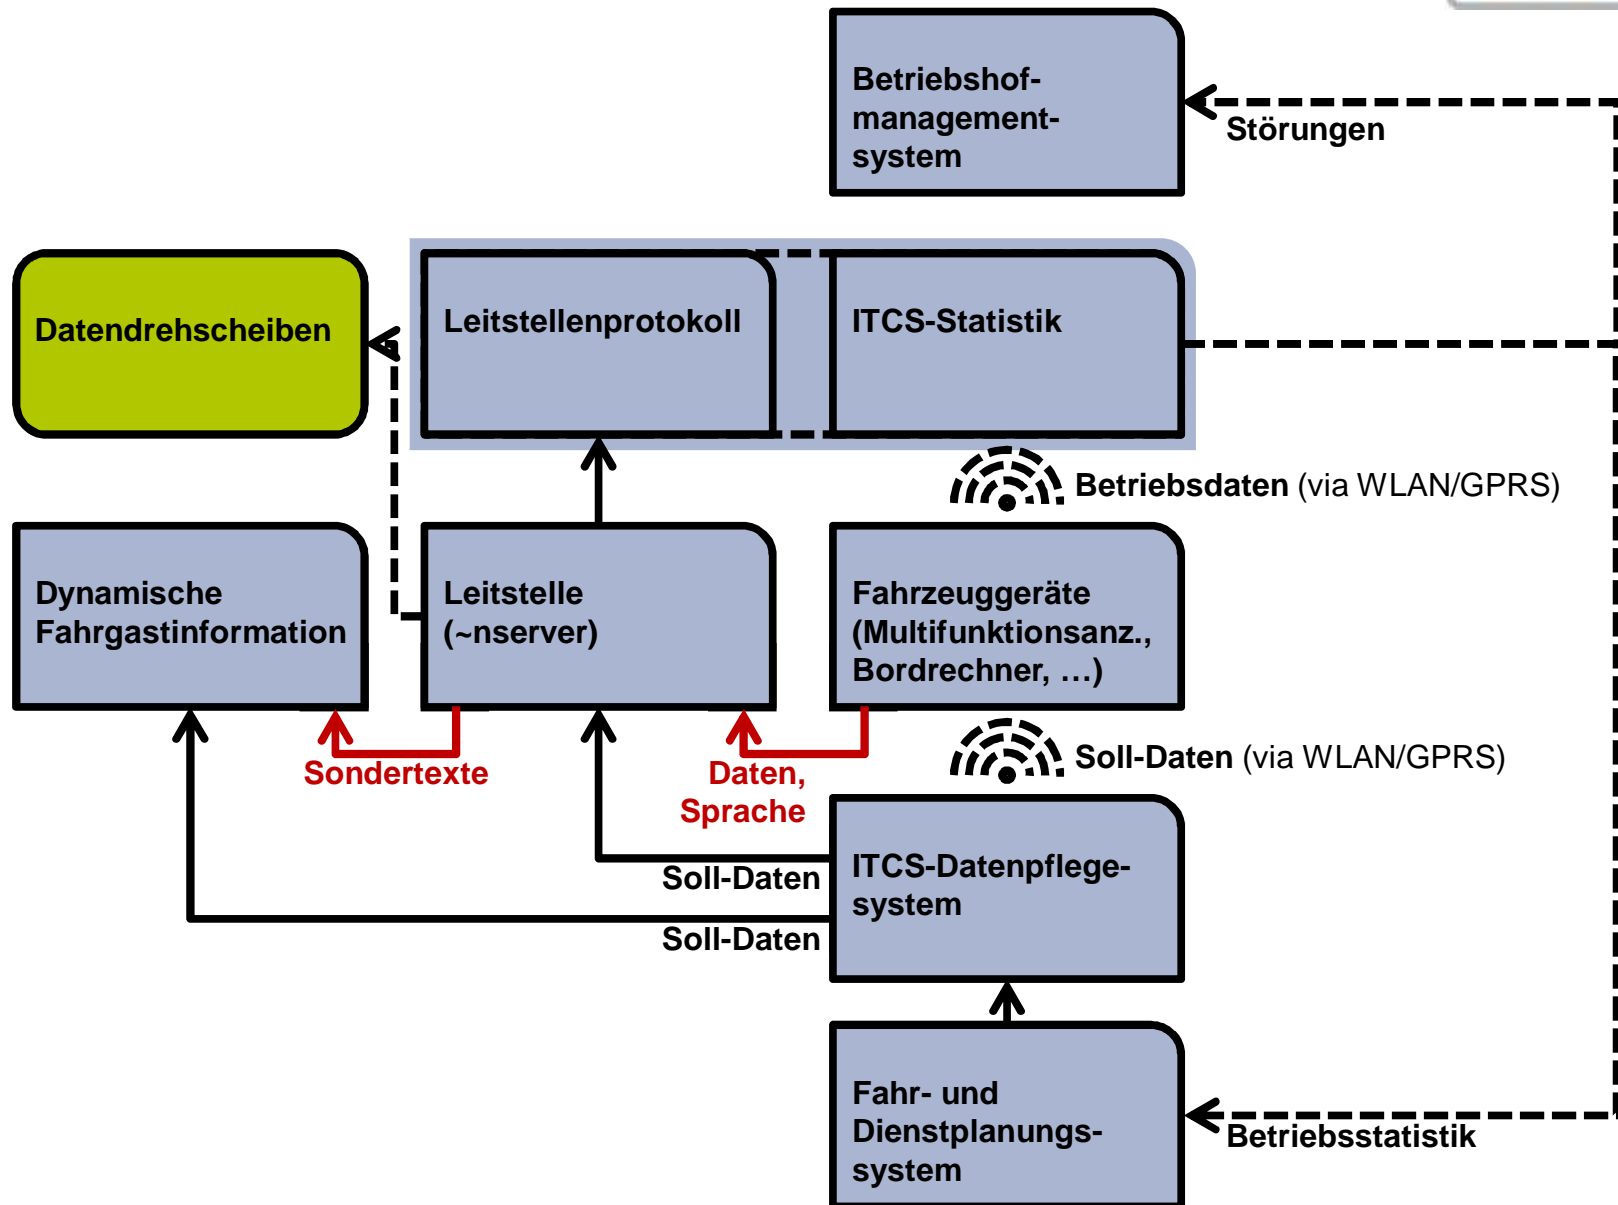 Betriebshof-
management-
system
Störungen
Datendrehscheiben
Leitstellenprotokoll
ITCS-Statistik
Betriebsdaten (via WLAN/GPRS)
Dynamische
Fahrgastinformation
Leitstelle
(~nserver)
Fahrzeuggeräte
(Multifunktionsanz.,
Bordrechner, …)
Sondertexte
Daten,
Sprache
Soll-Daten (via WLAN/GPRS)
Soll-Daten
Soll-Daten
ITCS-Datenpflege-
system
Fahr- und
Dienstplanungs-
system
Betriebsstatistik